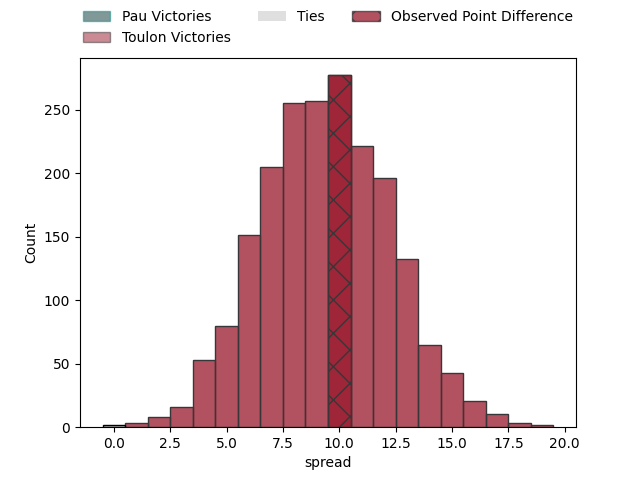 Pau Victories
Ties
Observed Point Difference
Toulon Victories
250
200
150
100
50
0
Count
0.0 2.5 5.0 7.5 10.0 12.5 15.0 17.5 20.0
spread